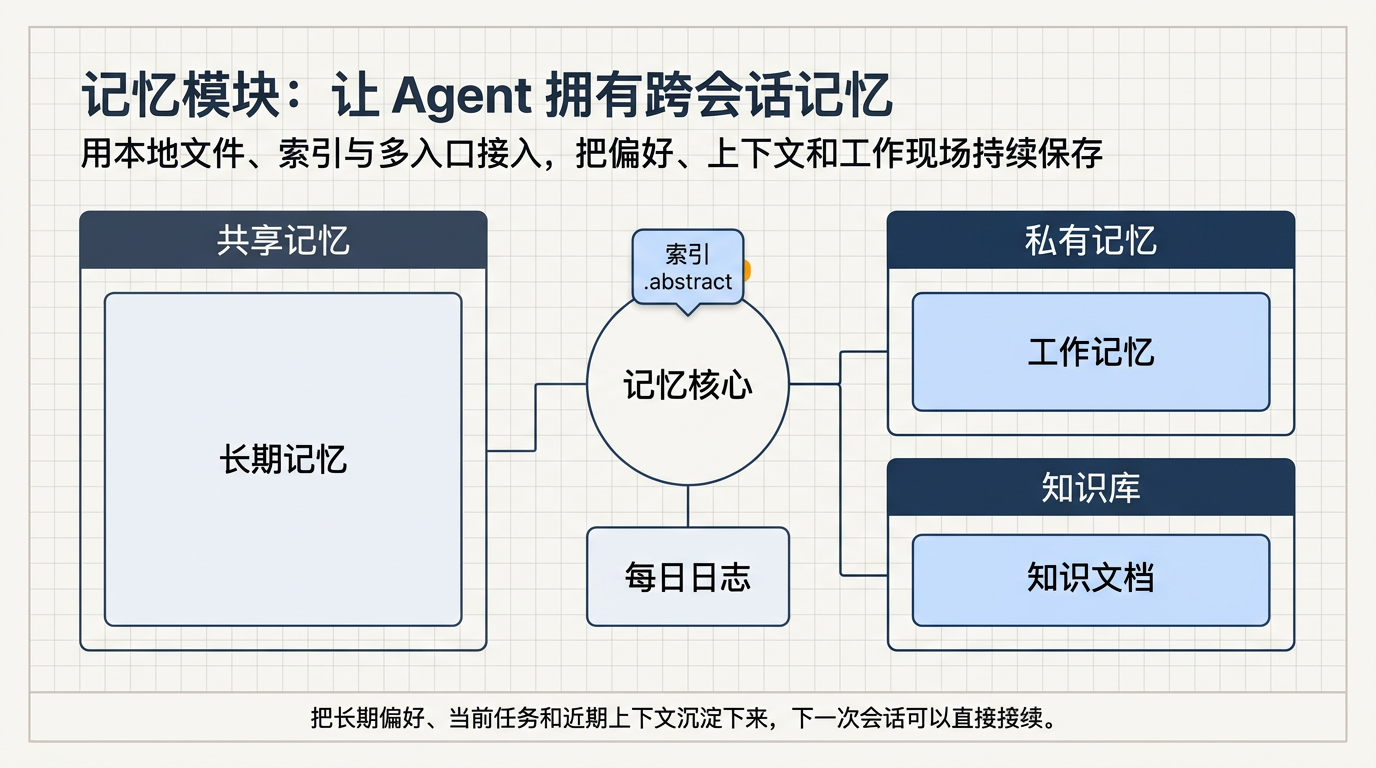 记忆模块：让 Agent 拥有跨会话记忆
用本地文件、索引与多入口接入，把偏好、上下文和工作现场持续保存
共享记忆
长期记忆
索引
.abstract
记忆核心
每日日志
私有记忆
工作记忆
知识库
知识文档
把长期偏好、当前任务和近期上下文沉淀下来，下一次会话可以直接接续。